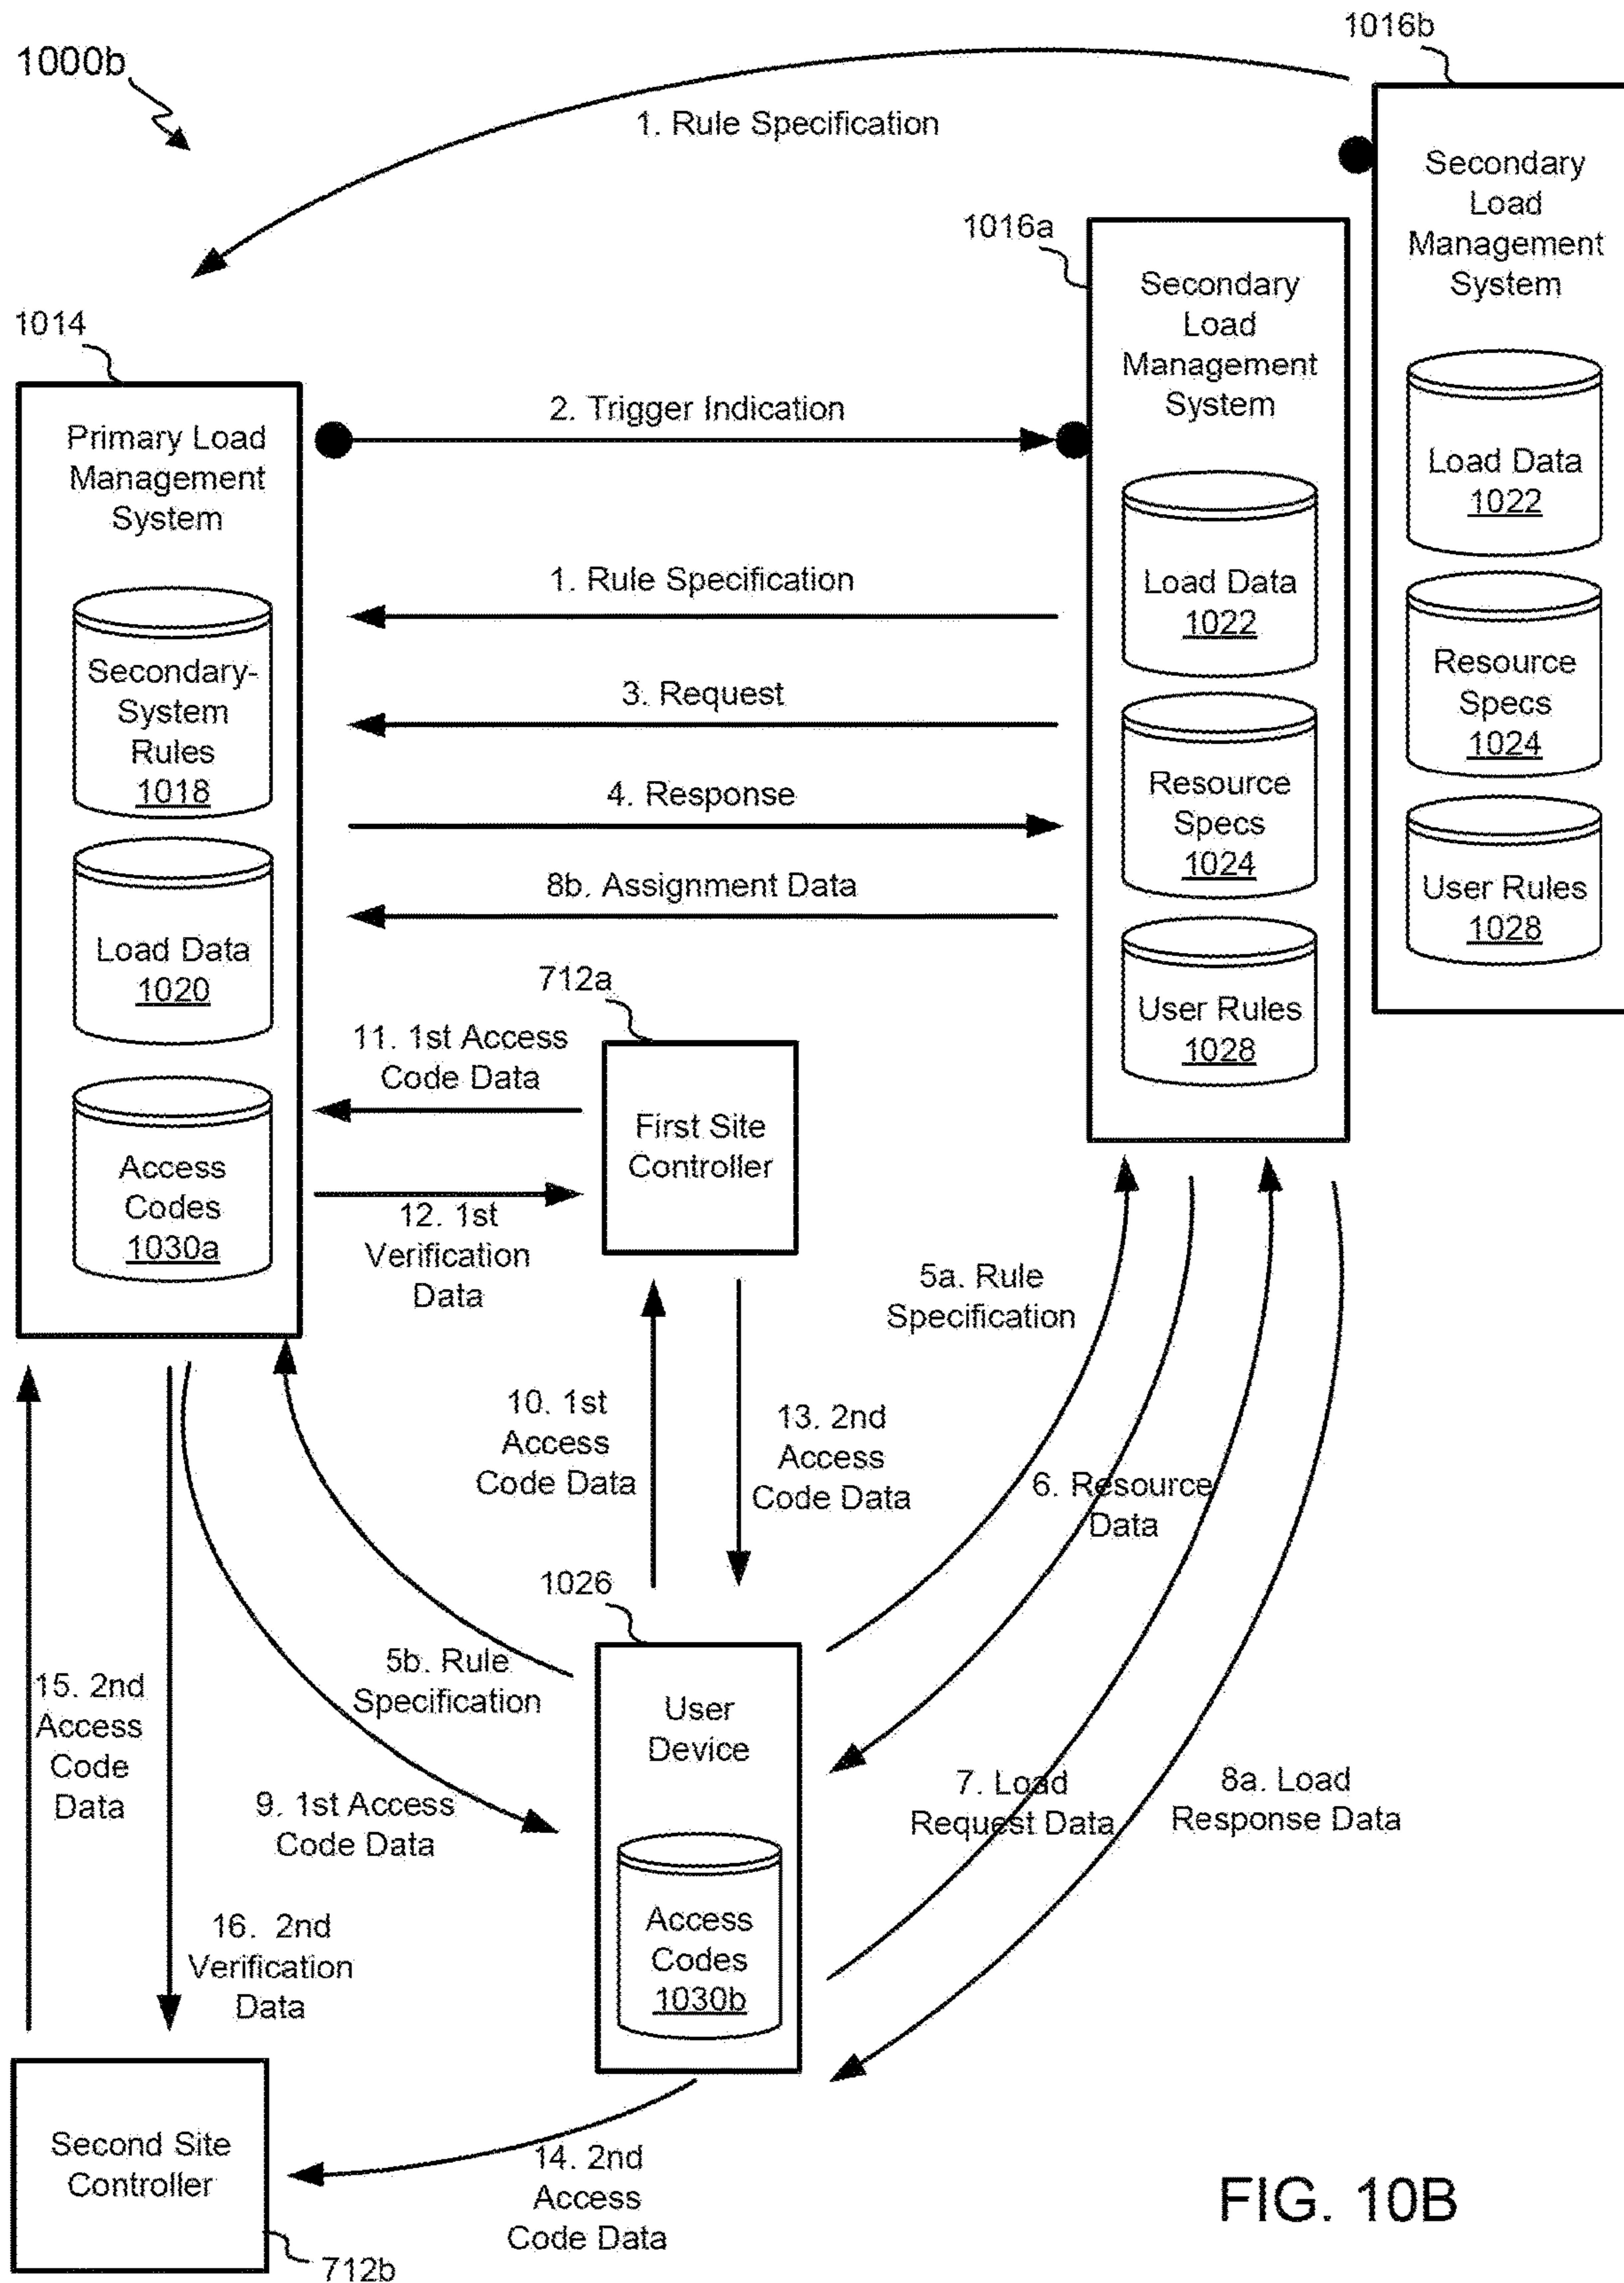 1016b
1000b
1. Rule Specification
Secondary
Load
Management
System
Load Data
1022
Resource
Specs
1024
User Rules
1028
1016a
Secondary
Load
Management
System
Load Data
1022
Resource
Specs
1024
User Rules
1028
1014
Primary Load
Management
System
Secondary-
System
Rules
1018
Load Data
1020
Access
Codes
1030a
2. Trigger Indication
1. Rule Specification
3. Request
4. Response
8b. Assignment Data
712a
11. 1st Access
Code Data
First Site
Controller
12. 1st
Verification
Data
5a. Rule
Specification
10. 1st
Access
Code Data
13. 2nd
Access
Code Data
6. Resource
Data
1026
5b. Rule
Specification
User
Device
Access
Codes
1030b
15. 2nd
Access
Code
Data
9. 1st Access
Code Data
7. Load
Request Data
8a. Load
Response Data
16. 2nd
Verification
Data
Second Site
Controller
712b
14. 2nd
Access
Code Data
FIG. 10B